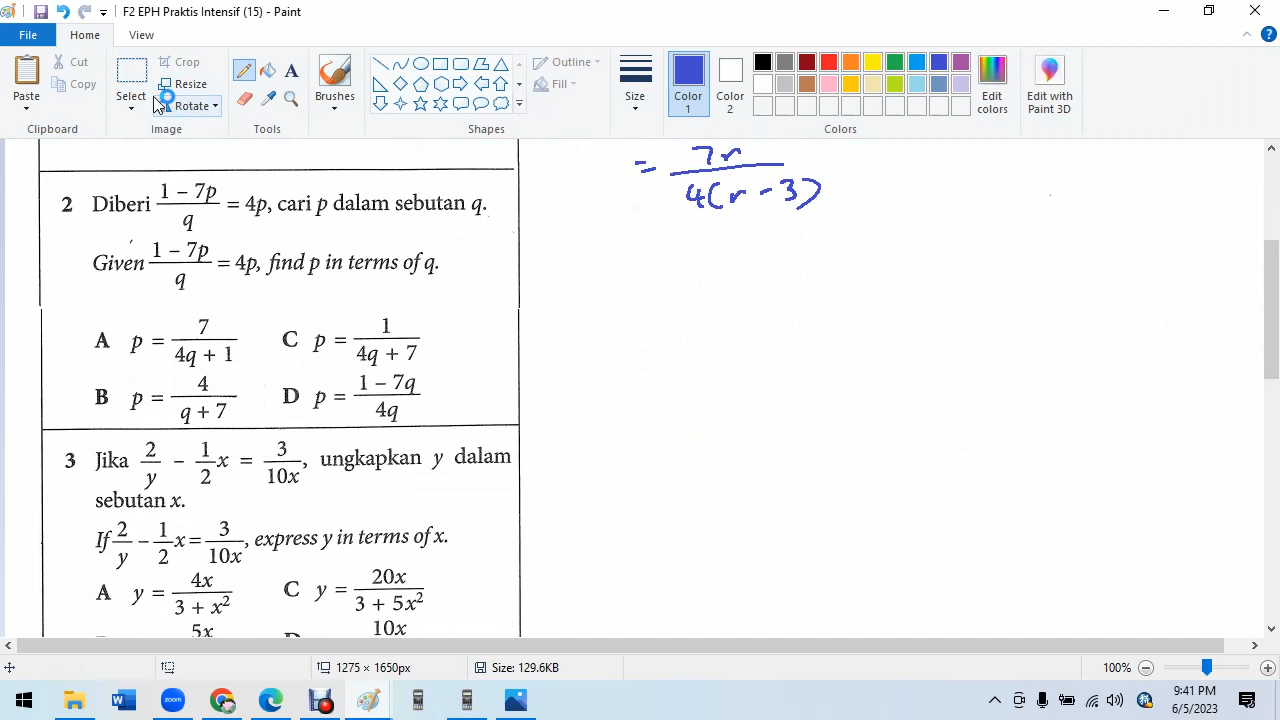 F2 EPH Praktis Intensif (15) - Paint
File Home View
Paste Cut Copy Clipboard
Select Crop Resize Rotate Image
Tools
Brushes
Shapes Outline Fill
Size
Color 1 Color 2 Edit colors Colors
Edit with Paint 3D
= 7r / 4(r - 3)
2 Diberi (1 – 7p)/q = 4p, cari p dalam sebutan q.
Given (1 – 7p)/q = 4p, find p in terms of q.
A p = 7/(4q + 1) C p = 1/(4q + 7)
B p = 4/(q + 7) D p = (1 – 7q)/4q
3 Jika 2/y – 1/2 x = 3/10x, ungkapkan y dalam
sebutan x.
If 2/y – 1/2 x = 3/10x, express y in terms of x.
A y = 4x/(3 + x²) C y = 20x/(3 + 5x²)
5x 10x
1275 × 1650px Size: 129.6KB 100%
zoom
9:41 PM
6/5/2023